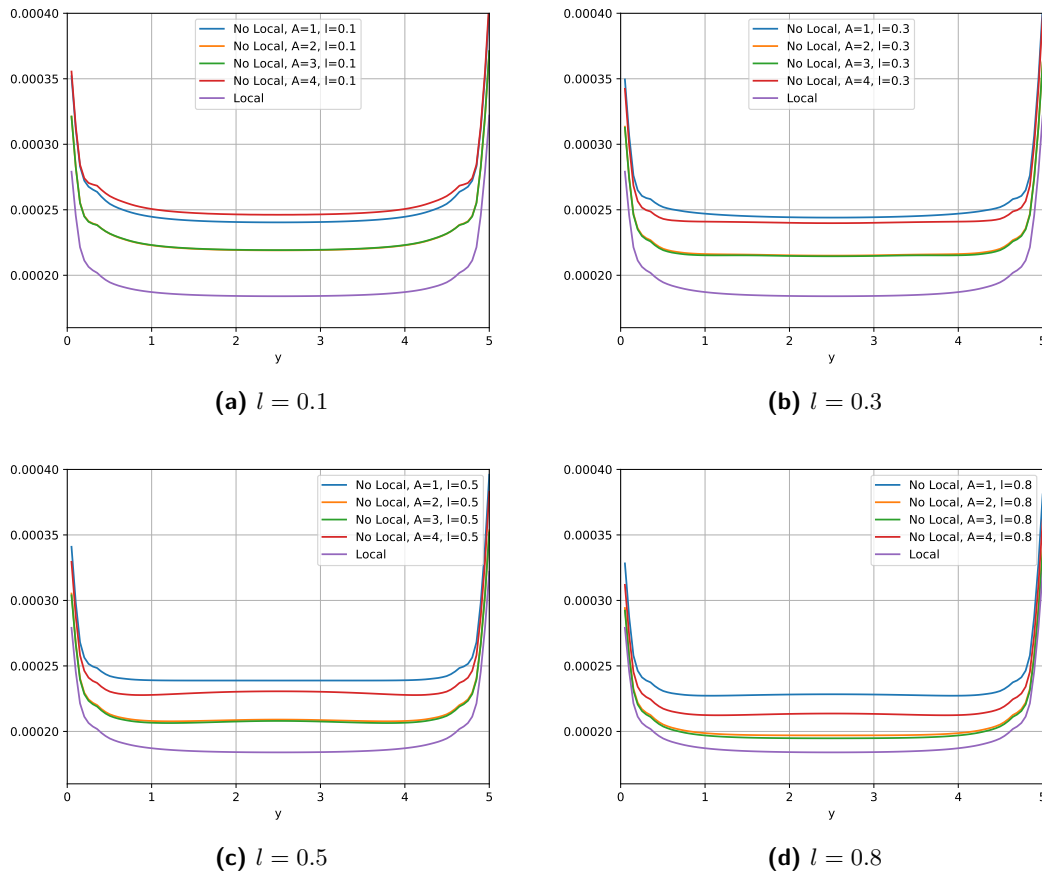 0.00040
0.00035
0.00030
0.00025
0.00020
No Local, A=1, l=0.1
No Local, A=2, l=0.1
No Local, A=3, l=0.1
No Local, A=4, l=0.1
Local
0 1 2 3 4 5
y
(a) l = 0.1
0.00040
0.00035
0.00030
0.00025
0.00020
No Local, A=1, l=0.3
No Local, A=2, l=0.3
No Local, A=3, l=0.3
No Local, A=4, l=0.3
Local
0 1 2 3 4 5
y
(b) l = 0.3
0.00040
0.00035
0.00030
0.00025
0.00020
No Local, A=1, l=0.5
No Local, A=2, l=0.5
No Local, A=3, l=0.5
No Local, A=4, l=0.5
Local
0 1 2 3 4 5
y
(c) l = 0.5
0.00040
0.00035
0.00030
0.00025
0.00020
No Local, A=1, l=0.8
No Local, A=2, l=0.8
No Local, A=3, l=0.8
No Local, A=4, l=0.8
Local
0 1 2 3 4 5
y
(d) l = 0.8